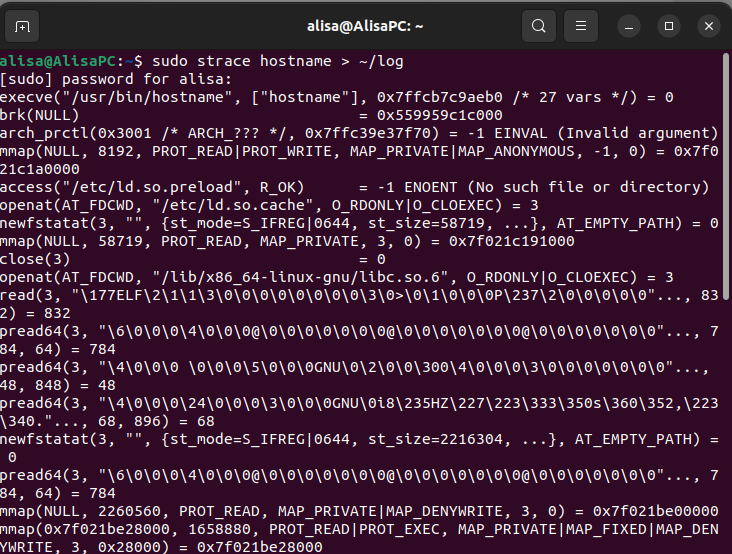 alisa@AlisaPC: ~
alisa@AlisaPC:~$ sudo strace hostname > ~/log
[sudo] password for alisa:
execve("/usr/bin/hostname", ["hostname"], 0x7ffcb7c9aeb0 /* 27 vars */) = 0
brk(NULL)                               = 0x559959c1c000
arch_prctl(0x3001 /* ARCH_??? */, 0x7ffc39e37f70) = -1 EINVAL (Invalid argument)
mmap(NULL, 8192, PROT_READ|PROT_WRITE, MAP_PRIVATE|MAP_ANONYMOUS, -1, 0) = 0x7f0
21c1a0000
access("/etc/ld.so.preload", R_OK)      = -1 ENOENT (No such file or directory)
openat(AT_FDCWD, "/etc/ld.so.cache", O_RDONLY|O_CLOEXEC) = 3
newfstatat(3, "", {st_mode=S_IFREG|0644, st_size=58719, ...}, AT_EMPTY_PATH) = 0
mmap(NULL, 58719, PROT_READ, MAP_PRIVATE, 3, 0) = 0x7f021c191000
close(3)                                = 0
openat(AT_FDCWD, "/lib/x86_64-linux-gnu/libc.so.6", O_RDONLY|O_CLOEXEC) = 3
read(3, "\177ELF\2\1\1\3\0\0\0\0\0\0\0\0\3\0>\0\1\0\0\0P\237\2\0\0\0\0\0"..., 83
2) = 832
pread64(3, "\6\0\0\0\4\0\0\0@\0\0\0\0\0\0\0@\0\0\0\0\0\0\0@\0\0\0\0\0\0\0"..., 7
84, 64) = 784
pread64(3, "\4\0\0\0 \0\0\0\5\0\0\0GNU\0\2\0\0\300\4\0\0\0\3\0\0\0\0\0\0\0"...,
48, 848) = 48
pread64(3, "\4\0\0\0\24\0\0\0\3\0\0\0GNU\0i8\235HZ\227\223\333\350s\360\352,\223
\340."..., 68, 896) = 68
newfstatat(3, "", {st_mode=S_IFREG|0644, st_size=2216304, ...}, AT_EMPTY_PATH) =
 0
pread64(3, "\6\0\0\0\4\0\0\0@\0\0\0\0\0\0\0@\0\0\0\0\0\0\0@\0\0\0\0\0\0\0"..., 7
84, 64) = 784
mmap(NULL, 2260560, PROT_READ, MAP_PRIVATE|MAP_DENYWRITE, 3, 0) = 0x7f021be00000
mmap(0x7f021be28000, 1658880, PROT_READ|PROT_EXEC, MAP_PRIVATE|MAP_FIXED|MAP_DEN
YWRITE, 3, 0x28000) = 0x7f021be28000